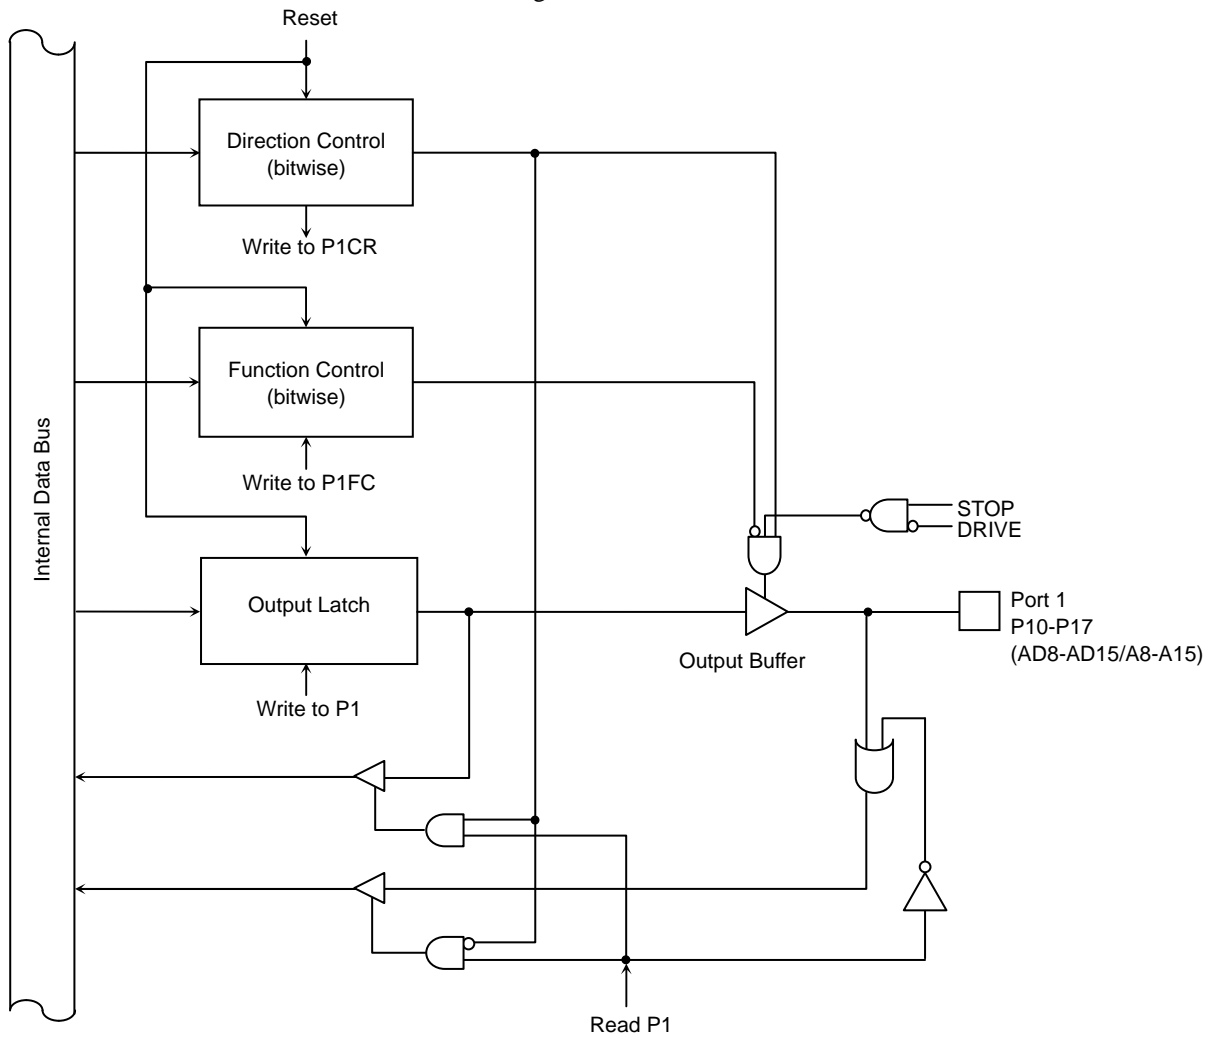 Reset
Direction Control
(bitwise)
Write to P1CR
Function Control
(bitwise)
Write to P1FC
Internal Data Bus
STOP
DRIVE
Output Latch
Port 1
P10-P17
(AD8-AD15/A8-A15)
Output Buffer
Write to P1
Read P1